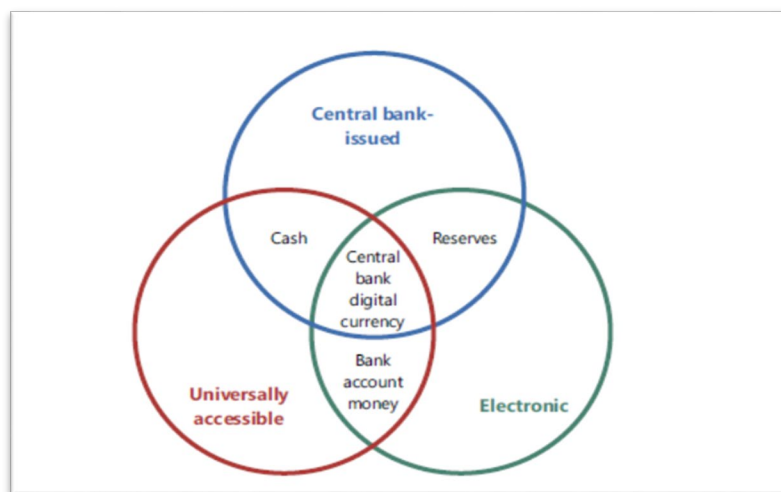 Central bank-
issued
Cash
Reserves
Central
bank
digital
currency
Bank
account
money
Universally
accessible
Electronic